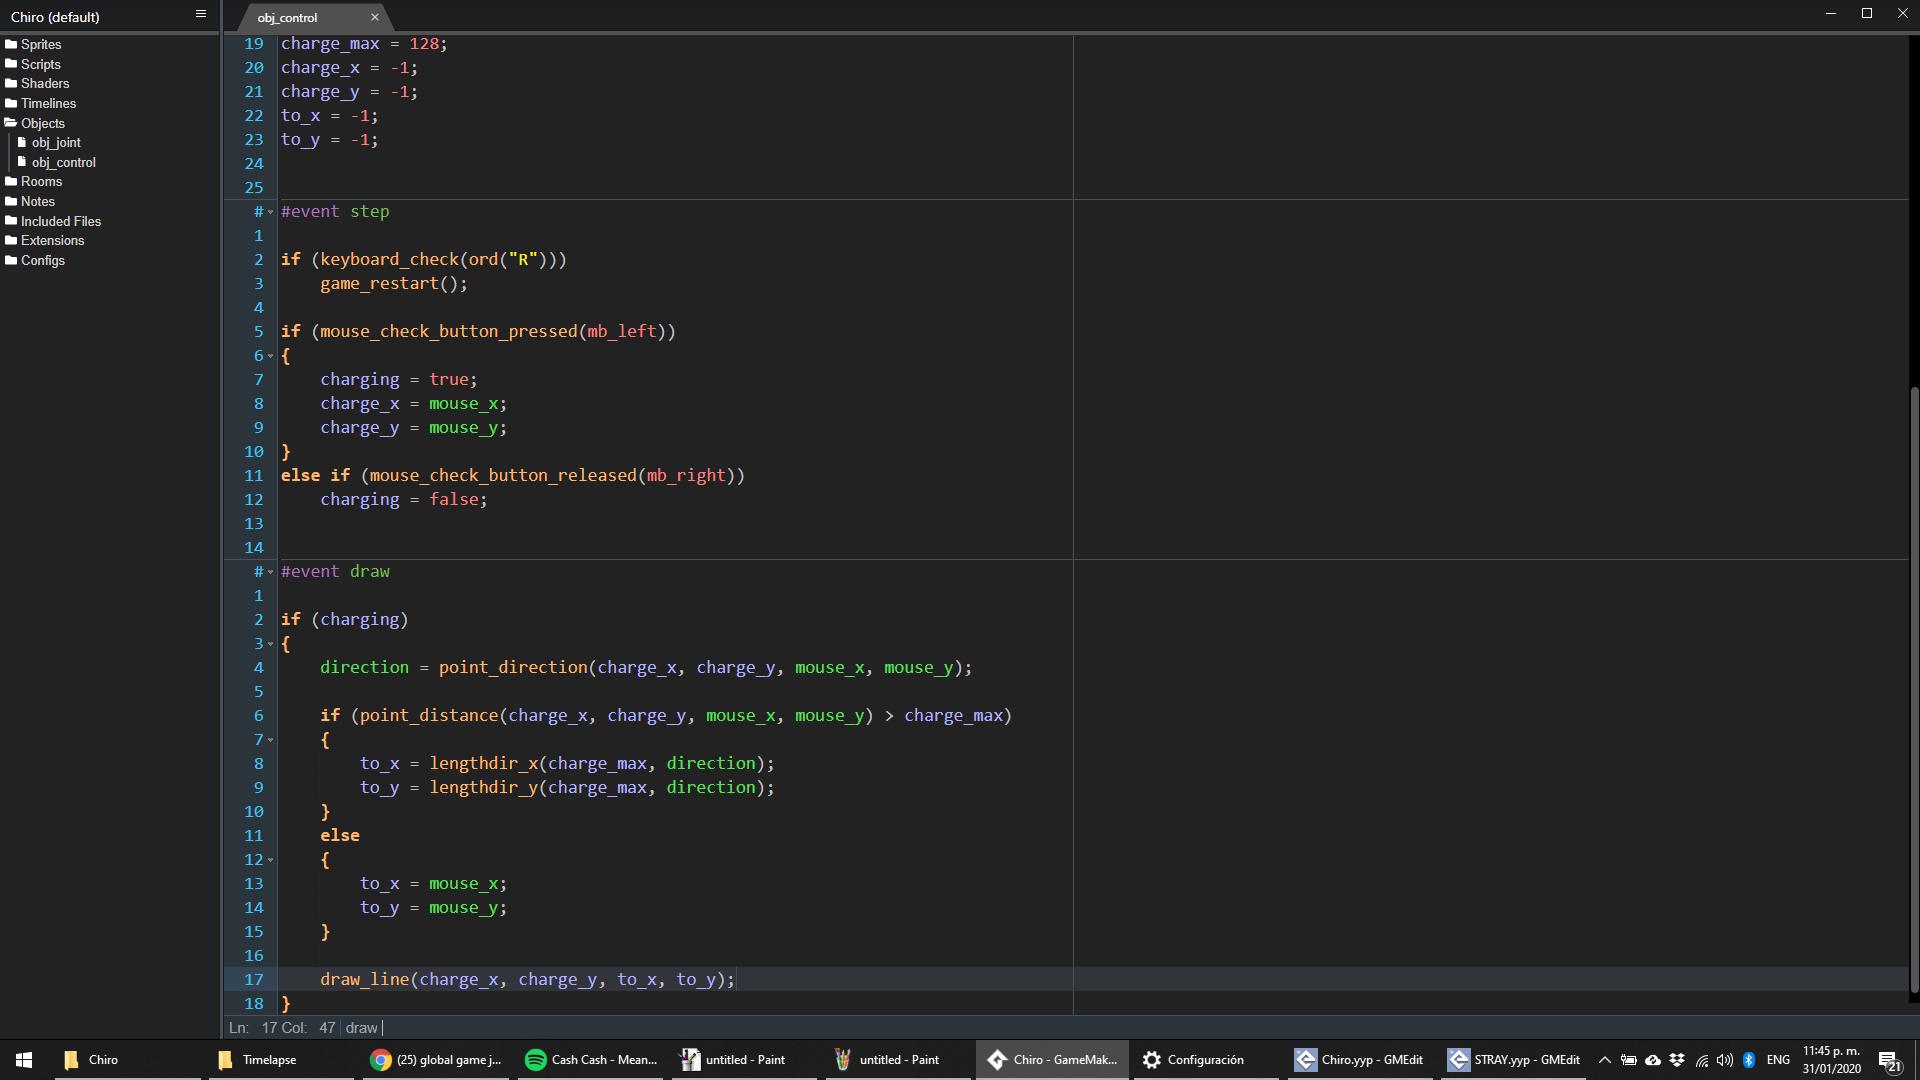 Chiro (default)
obj_control
Sprites
Scripts
Shaders
Timelines
Objects
obj_joint
obj_control
Rooms
Notes
Included Files
Extensions
Configs
19 charge_max = 128;
20 charge_x = -1;
21 charge_y = -1;
22 to_x = -1;
23 to_y = -1;
24
25
# #event step
1
2 if (keyboard_check(ord("R")))
3 game_restart();
4
5 if (mouse_check_button_pressed(mb_left))
6 {
7 charging = true;
8 charge_x = mouse_x;
9 charge_y = mouse_y;
10 }
11 else if (mouse_check_button_released(mb_right))
12 charging = false;
13
14
# #event draw
1
2 if (charging)
3 {
4 direction = point_direction(charge_x, charge_y, mouse_x, mouse_y);
5
6 if (point_distance(charge_x, charge_y, mouse_x, mouse_y) > charge_max)
7 {
8 to_x = lengthdir_x(charge_max, direction);
9 to_y = lengthdir_y(charge_max, direction);
10 }
11 else
12 {
13 to_x = mouse_x;
14 to_y = mouse_y;
15 }
16
17 draw_line(charge_x, charge_y, to_x, to_y);
18 }
Ln: 17 Col: 47 draw
Chiro
Timelapse
(25) global game j...
Cash Cash - Mean...
untitled - Paint
untitled - Paint
Chiro - GameMak...
Configuración
Chiro.yyp - GMEdit
STRAY.yyp - GMEdit
ENG
11:45 p. m.
31/01/2020
21